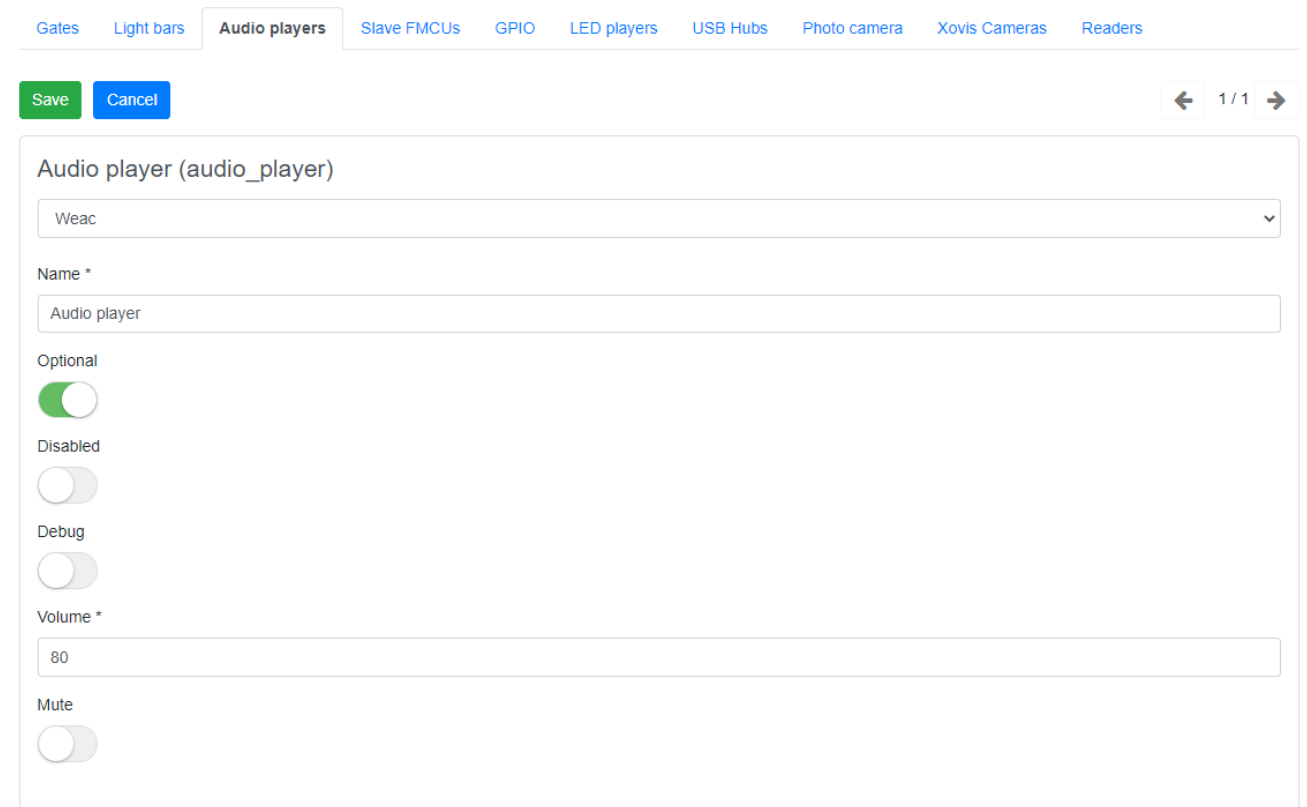 Gates Light bars Audio players Slave FMCUs GPIO LED players USB Hubs Photo camera Xovis Cameras Readers
Save Cancel 1 / 1
Audio player (audio_player)
Weac
Name *
Audio player
Optional
Disabled
Debug
Volume *
80
Mute